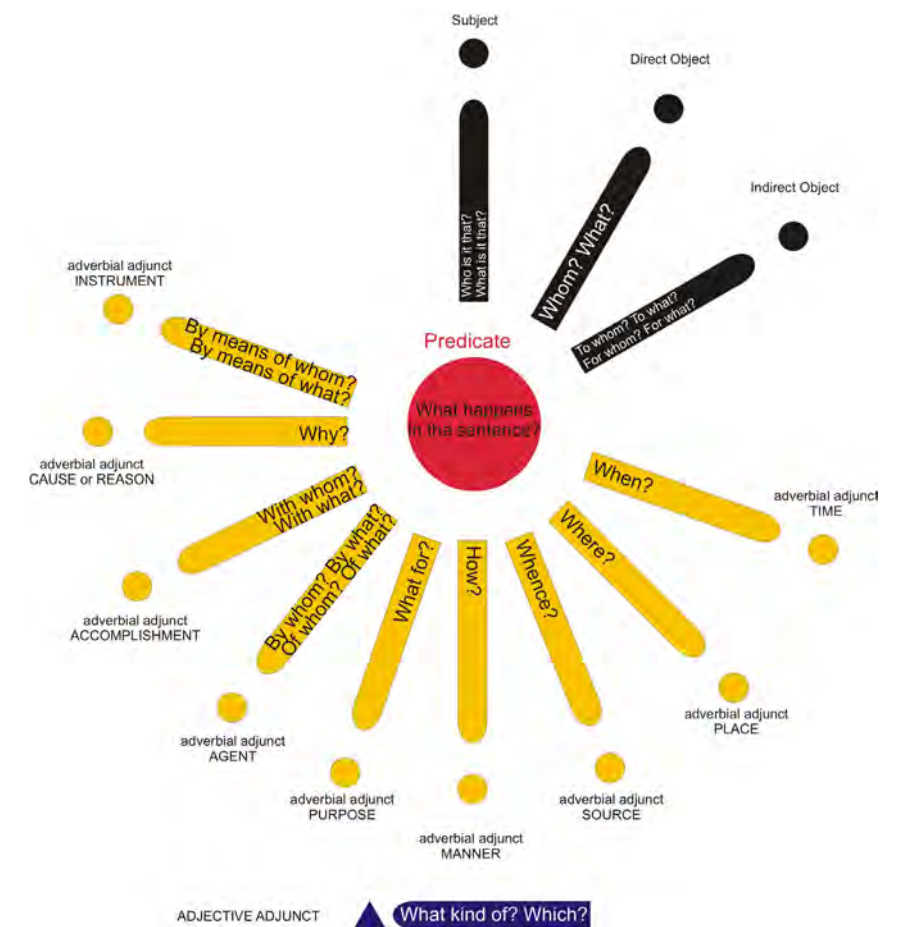 Subject
Direct Object
Indirect Object
Who is it that?
What is it that?
Whom? What?
To whom? To what?
For whom? For what?
adverbial adjunct
INSTRUMENT
By means of whom?
By means of what?
Predicate
What happens
in the sentence?
Why?
adverbial adjunct
CAUSE or REASON
With whom?
With what?
adverbial adjunct
ACCOMPLISHMENT
By whom? By what?
Of whom? Of what?
adverbial adjunct
AGENT
What for?
adverbial adjunct
PURPOSE
How?
adverbial adjunct
MANNER
Whence?
adverbial adjunct
SOURCE
Where?
adverbial adjunct
PLACE
When?
adverbial adjunct
TIME
ADJECTIVE ADJUNCT
What kind of? Which?